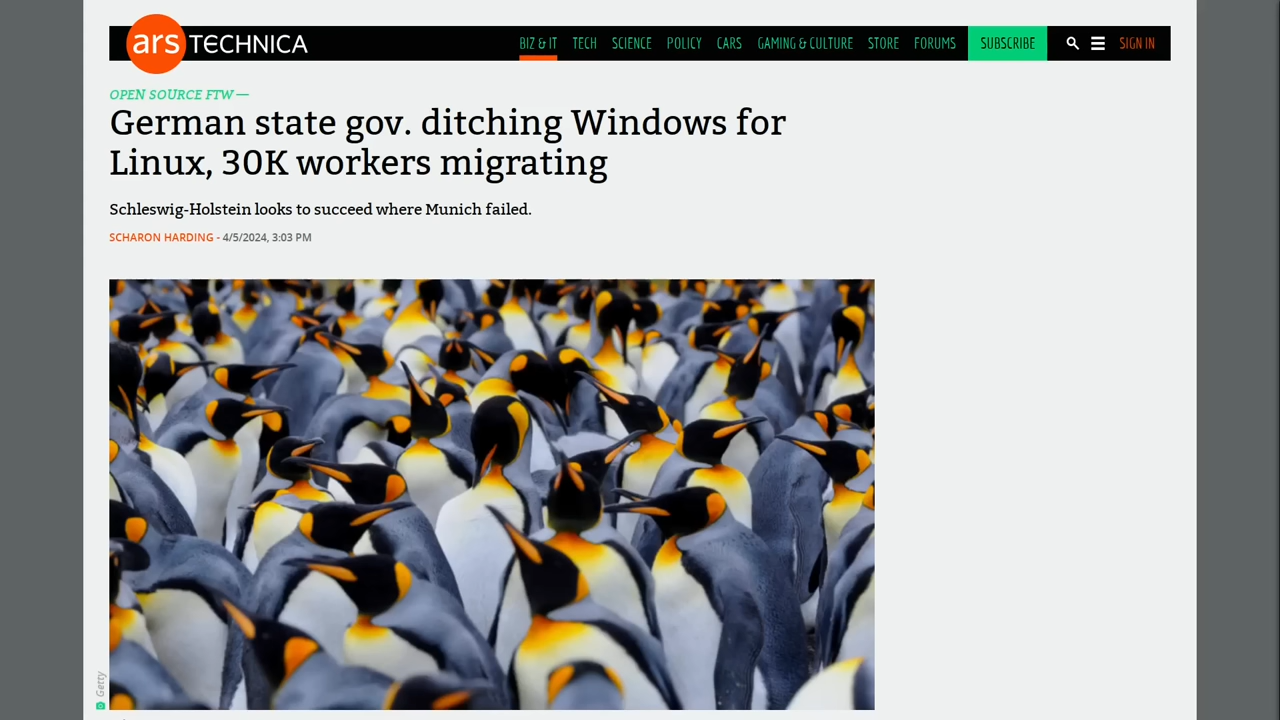 ars TECHNICA
BIZ & IT TECH SCIENCE POLICY CARS GAMING & CULTURE STORE FORUMS SUBSCRIBE SIGN IN
OPEN SOURCE FTW —
German state gov. ditching Windows for
Linux, 30K workers migrating
Schleswig-Holstein looks to succeed where Munich failed.
SCHARON HARDING - 4/5/2024, 3:03 PM
Getty